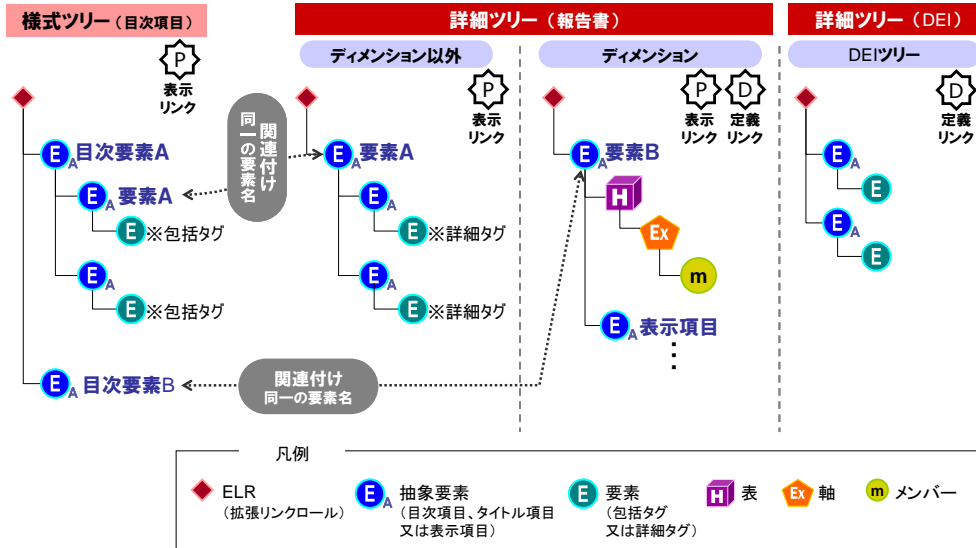 様式ツリー（目次項目）
詳細ツリー（報告書）
詳細ツリー（DEI）
ディメンション以外
ディメンション
DEIツリー
P
表示
リンク
P
表示
リンク
P
表示
リンク
D
定義
リンク
D
定義
リンク
関連付け
同一の要素名
E A 目次要素A
E A 要素A
E ※包括タグ
E A
E ※包括タグ
E A 目次要素B
関連付け
同一の要素名
E A 要素A
E A
E ※詳細タグ
E A
E ※詳細タグ
E A 要素B
H
Ex
m
E A 表示項目
E A
E
E A
E
凡例
ELR
（拡張リンクロール）
E A 抽象要素
（目次項目、タイトル項目
又は表示項目）
E 要素
（包括タグ
又は詳細タグ）
H 表
Ex 軸
m メンバー